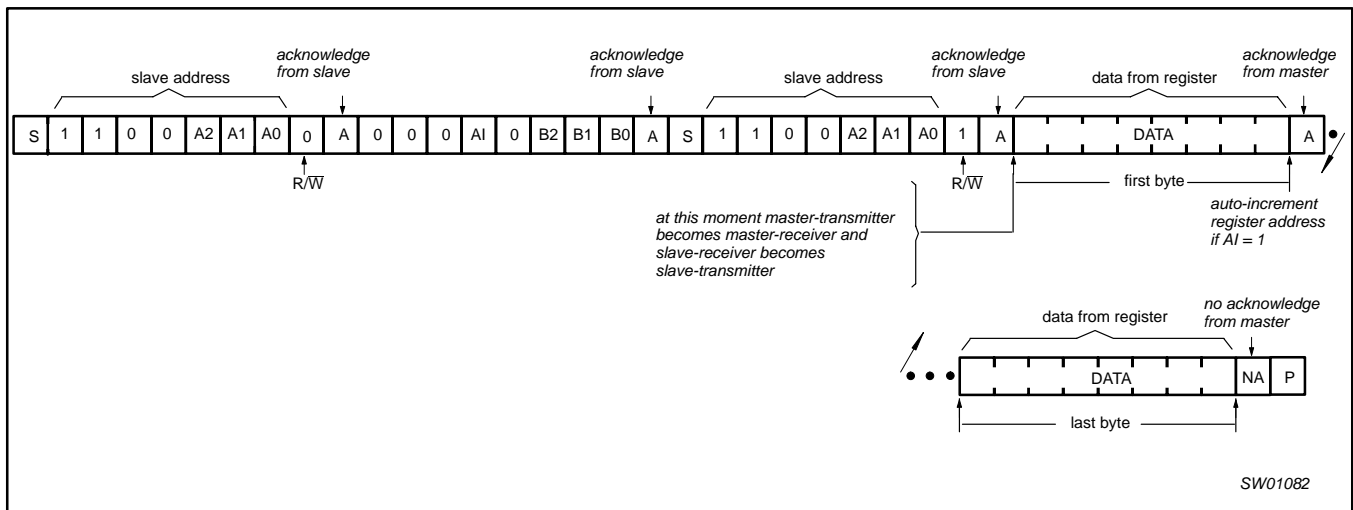 acknowledge
from slave
acknowledge
from slave
acknowledge
from slave
acknowledge
from master
slave address
slave address
data from register
S 1 1 0 0 A2 A1 A0 0 A 0 0 0 AI 0 B2 B1 B0 A S 1 1 0 0 A2 A1 A0 1 A DATA A
R/W̅
R/W̅
first byte
auto-increment
register address
if AI = 1
at this moment master-transmitter
becomes master-receiver and
slave-receiver becomes
slave-transmitter
data from register
no acknowledge
from master
DATA NA P
last byte
SW01082